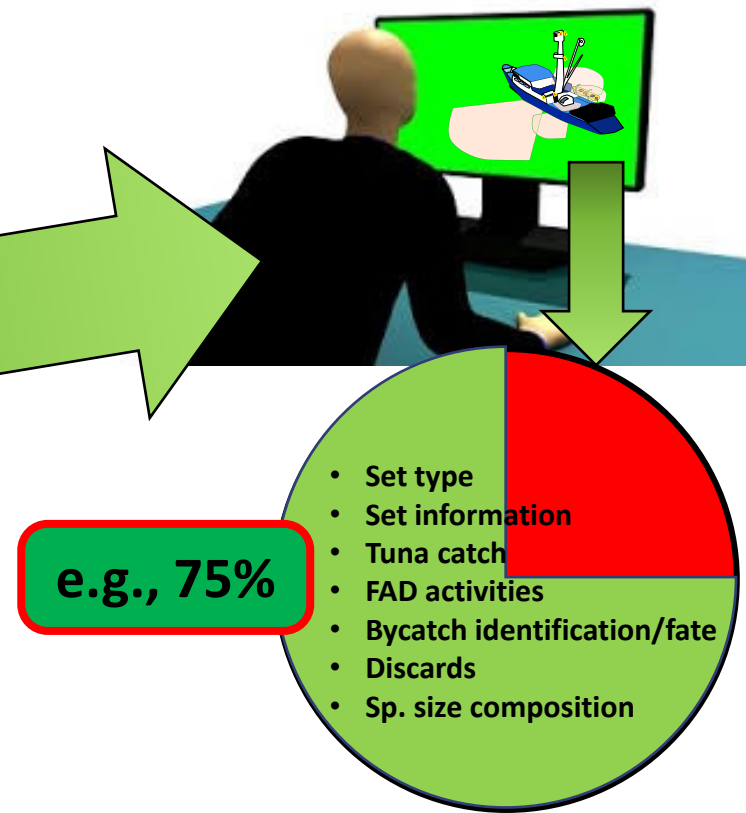 • Set type
• Set information
• Tuna catch
• FAD activities
• Bycatch identification/fate
• Discards
• Sp. size composition
e.g., 75%